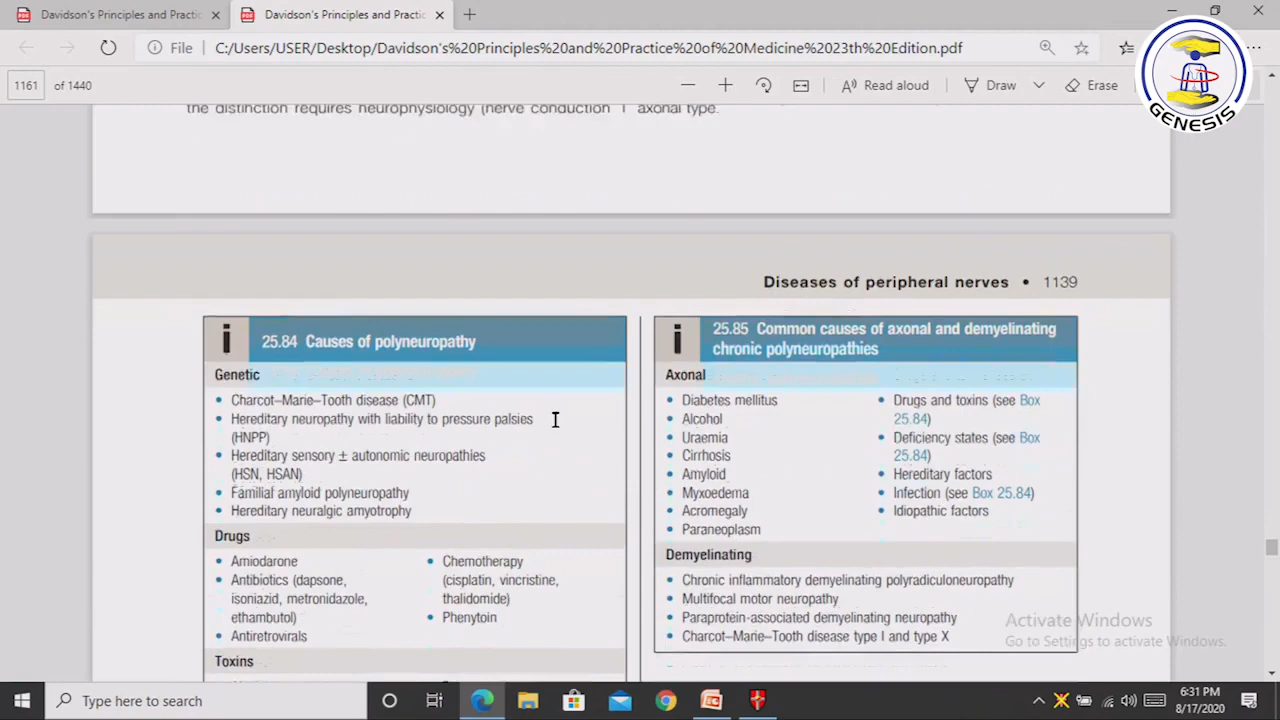 Davidson's Principles and Practic
Davidson's Principles and Practic
File
C:/Users/USER/Desktop/Davidson's%20Principles%20and%20Practice%20of%20Medicine%2023th%20Edition.pdf
1161 of 1440
Read aloud
Draw
Erase
GENESIS
the distinction requires neurophysiology (nerve conduction
axonal type.
Diseases of peripheral nerves • 1139
i 25.84 Causes of polyneuropathy
Genetic
• Charcot–Marie–Tooth disease (CMT)
• Hereditary neuropathy with liability to pressure palsies
(HNPP)
• Hereditary sensory ± autonomic neuropathies
(HSN, HSAN)
• Familial amyloid polyneuropathy
• Hereditary neuralgic amyotrophy
Drugs
• Amiodarone
• Antibiotics (dapsone,
isoniazid, metronidazole,
ethambutol)
• Antiretrovirals
• Chemotherapy
(cisplatin, vincristine,
thalidomide)
• Phenytoin
Toxins
i 25.85 Common causes of axonal and demyelinating
chronic polyneuropathies
Axonal
• Diabetes mellitus
• Alcohol
• Uraemia
• Cirrhosis
• Amyloid
• Myxoedema
• Acromegaly
• Paraneoplasm
• Drugs and toxins (see Box
25.84)
• Deficiency states (see Box
25.84)
• Hereditary factors
• Infection (see Box 25.84)
• Idiopathic factors
Demyelinating
• Chronic inflammatory demyelinating polyradiculoneuropathy
• Multifocal motor neuropathy
• Paraprotein-associated demyelinating neuropathy
• Charcot–Marie–Tooth disease type I and type X
Activate Windows
Go to Settings to activate Windows.
Type here to search
6:31 PM
8/17/2020